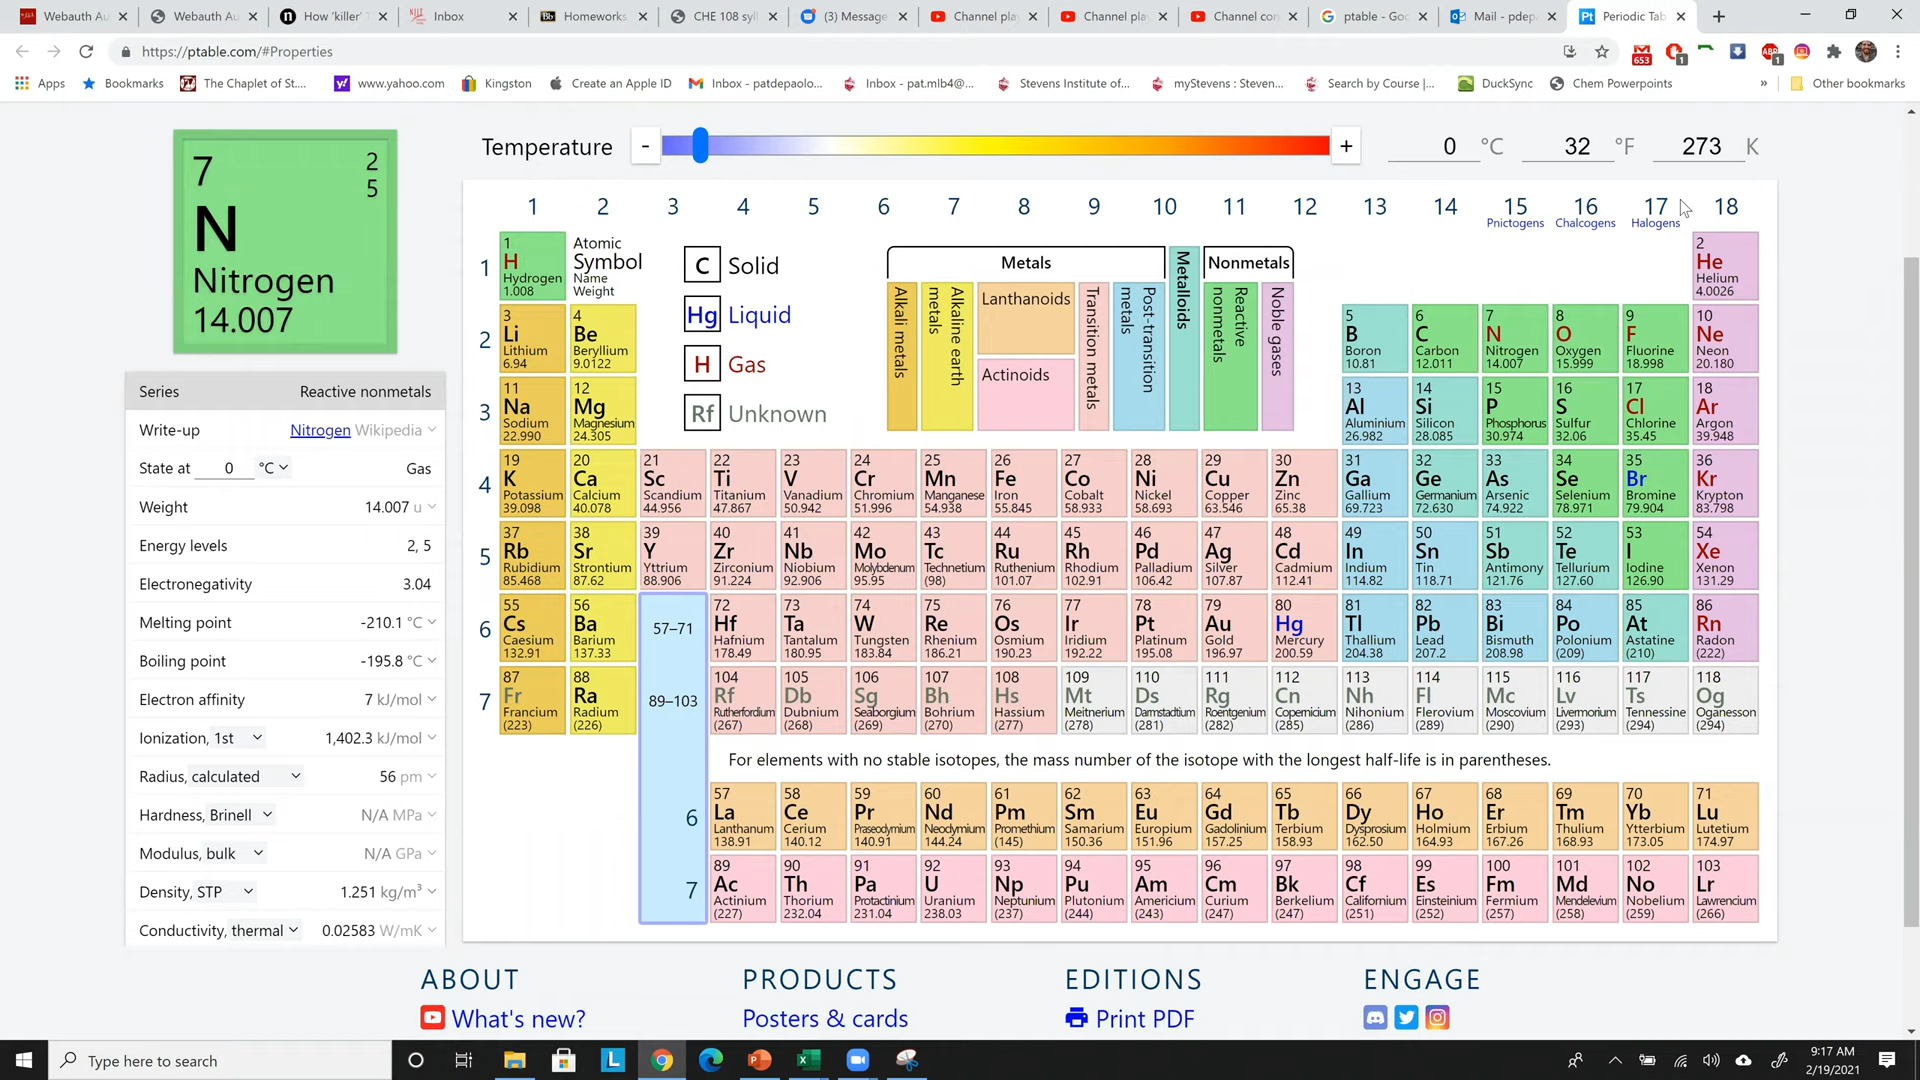 Webauth Au
Webauth Au
How 'killer' T
Inbox
Homeworks
CHE 108 syll
(3) Message
Channel pla
Channel pla
Channel con
ptable - Goo
Mail - pdep
Periodic Tab
https://ptable.com/#Properties
Apps
Bookmarks
The Chaplet of St....
www.yahoo.com
Kingston
Create an Apple ID
Inbox - patdepaolo...
Inbox - pat.mlb4@...
Stevens Institute of...
myStevens : Steven...
Search by Course |...
DuckSync
Chem Powerpoints
»
Other bookmarks
7 2
5
N
Nitrogen
14.007
Temperature - + 0 °C 32 °F 273 K
Series Reactive nonmetals
Write-up Nitrogen Wikipedia
State at 0 °C Gas
Weight 14.007 u
Energy levels 2, 5
Electronegativity 3.04
Melting point -210.1 °C
Boiling point -195.8 °C
Electron affinity 7 kJ/mol
Ionization, 1st 1,402.3 kJ/mol
Radius, calculated 56 pm
Hardness, Brinell N/A MPa
Modulus, bulk N/A GPa
Density, STP 1.251 kg/m³
Conductivity, thermal 0.02583 W/mK
1 2 3 4 5 6 7 8 9 10 11 12 13 14 15 16 17 18
Pnictogens Chalcogens Halogens
Atomic
Symbol
Name
Weight
C Solid
Hg Liquid
H Gas
Rf Unknown
Metals
Metalloids
Nonmetals
Alkali metals
Alkaline earth metals
Lanthanoids
Actinoids
Transition metals
Post-transition metals
Reactive nonmetals
Noble gases
1
1 H Hydrogen 1.008
2 He Helium 4.0026
2
3 Li Lithium 6.94
4 Be Beryllium 9.0122
5 B Boron 10.81
6 C Carbon 12.011
7 N Nitrogen 14.007
8 O Oxygen 15.999
9 F Fluorine 18.998
10 Ne Neon 20.180
3
11 Na Sodium 22.990
12 Mg Magnesium 24.305
13 Al Aluminium 26.982
14 Si Silicon 28.085
15 P Phosphorus 30.974
16 S Sulfur 32.06
17 Cl Chlorine 35.45
18 Ar Argon 39.948
4
19 K Potassium 39.098
20 Ca Calcium 40.078
21 Sc Scandium 44.956
22 Ti Titanium 47.867
23 V Vanadium 50.942
24 Cr Chromium 51.996
25 Mn Manganese 54.938
26 Fe Iron 55.845
27 Co Cobalt 58.933
28 Ni Nickel 58.693
29 Cu Copper 63.546
30 Zn Zinc 65.38
31 Ga Gallium 69.723
32 Ge Germanium 72.630
33 As Arsenic 74.922
34 Se Selenium 78.971
35 Br Bromine 79.904
36 Kr Krypton 83.798
5
37 Rb Rubidium 85.468
38 Sr Strontium 87.62
39 Y Yttrium 88.906
40 Zr Zirconium 91.224
41 Nb Niobium 92.906
42 Mo Molybdenum 95.95
43 Tc Technetium (98)
44 Ru Ruthenium 101.07
45 Rh Rhodium 102.91
46 Pd Palladium 106.42
47 Ag Silver 107.87
48 Cd Cadmium 112.41
49 In Indium 114.82
50 Sn Tin 118.71
51 Sb Antimony 121.76
52 Te Tellurium 127.60
53 I Iodine 126.90
54 Xe Xenon 131.29
6
55 Cs Caesium 132.91
56 Ba Barium 137.33
57–71
72 Hf Hafnium 178.49
73 Ta Tantalum 180.95
74 W Tungsten 183.84
75 Re Rhenium 186.21
76 Os Osmium 190.23
77 Ir Iridium 192.22
78 Pt Platinum 195.08
79 Au Gold 196.97
80 Hg Mercury 200.59
81 Tl Thallium 204.38
82 Pb Lead 207.2
83 Bi Bismuth 208.98
84 Po Polonium (209)
85 At Astatine (210)
86 Rn Radon (222)
7
87 Fr Francium (223)
88 Ra Radium (226)
89–103
104 Rf Rutherfordium (267)
105 Db Dubnium (268)
106 Sg Seaborgium (269)
107 Bh Bohrium (270)
108 Hs Hassium (277)
109 Mt Meitnerium (278)
110 Ds Darmstadtium (281)
111 Rg Roentgenium (282)
112 Cn Copernicium (285)
113 Nh Nihonium (286)
114 Fl Flerovium (289)
115 Mc Moscovium (290)
116 Lv Livermorium (293)
117 Ts Tennessine (294)
118 Og Oganesson (294)
For elements with no stable isotopes, the mass number of the isotope with the longest half-life is in parentheses.
6
57 La Lanthanum 138.91
58 Ce Cerium 140.12
59 Pr Praseodymium 140.91
60 Nd Neodymium 144.24
61 Pm Promethium (145)
62 Sm Samarium 150.36
63 Eu Europium 151.96
64 Gd Gadolinium 157.25
65 Tb Terbium 158.93
66 Dy Dysprosium 162.50
67 Ho Holmium 164.93
68 Er Erbium 167.26
69 Tm Thulium 168.93
70 Yb Ytterbium 173.05
71 Lu Lutetium 174.97
7
89 Ac Actinium (227)
90 Th Thorium 232.04
91 Pa Protactinium 231.04
92 U Uranium 238.03
93 Np Neptunium (237)
94 Pu Plutonium (244)
95 Am Americium (243)
96 Cm Curium (247)
97 Bk Berkelium (247)
98 Cf Californium (251)
99 Es Einsteinium (252)
100 Fm Fermium (257)
101 Md Mendelevium (258)
102 No Nobelium (259)
103 Lr Lawrencium (266)
ABOUT PRODUCTS EDITIONS ENGAGE
What's new? Posters & cards Print PDF
Type here to search
9:17 AM
2/19/2021